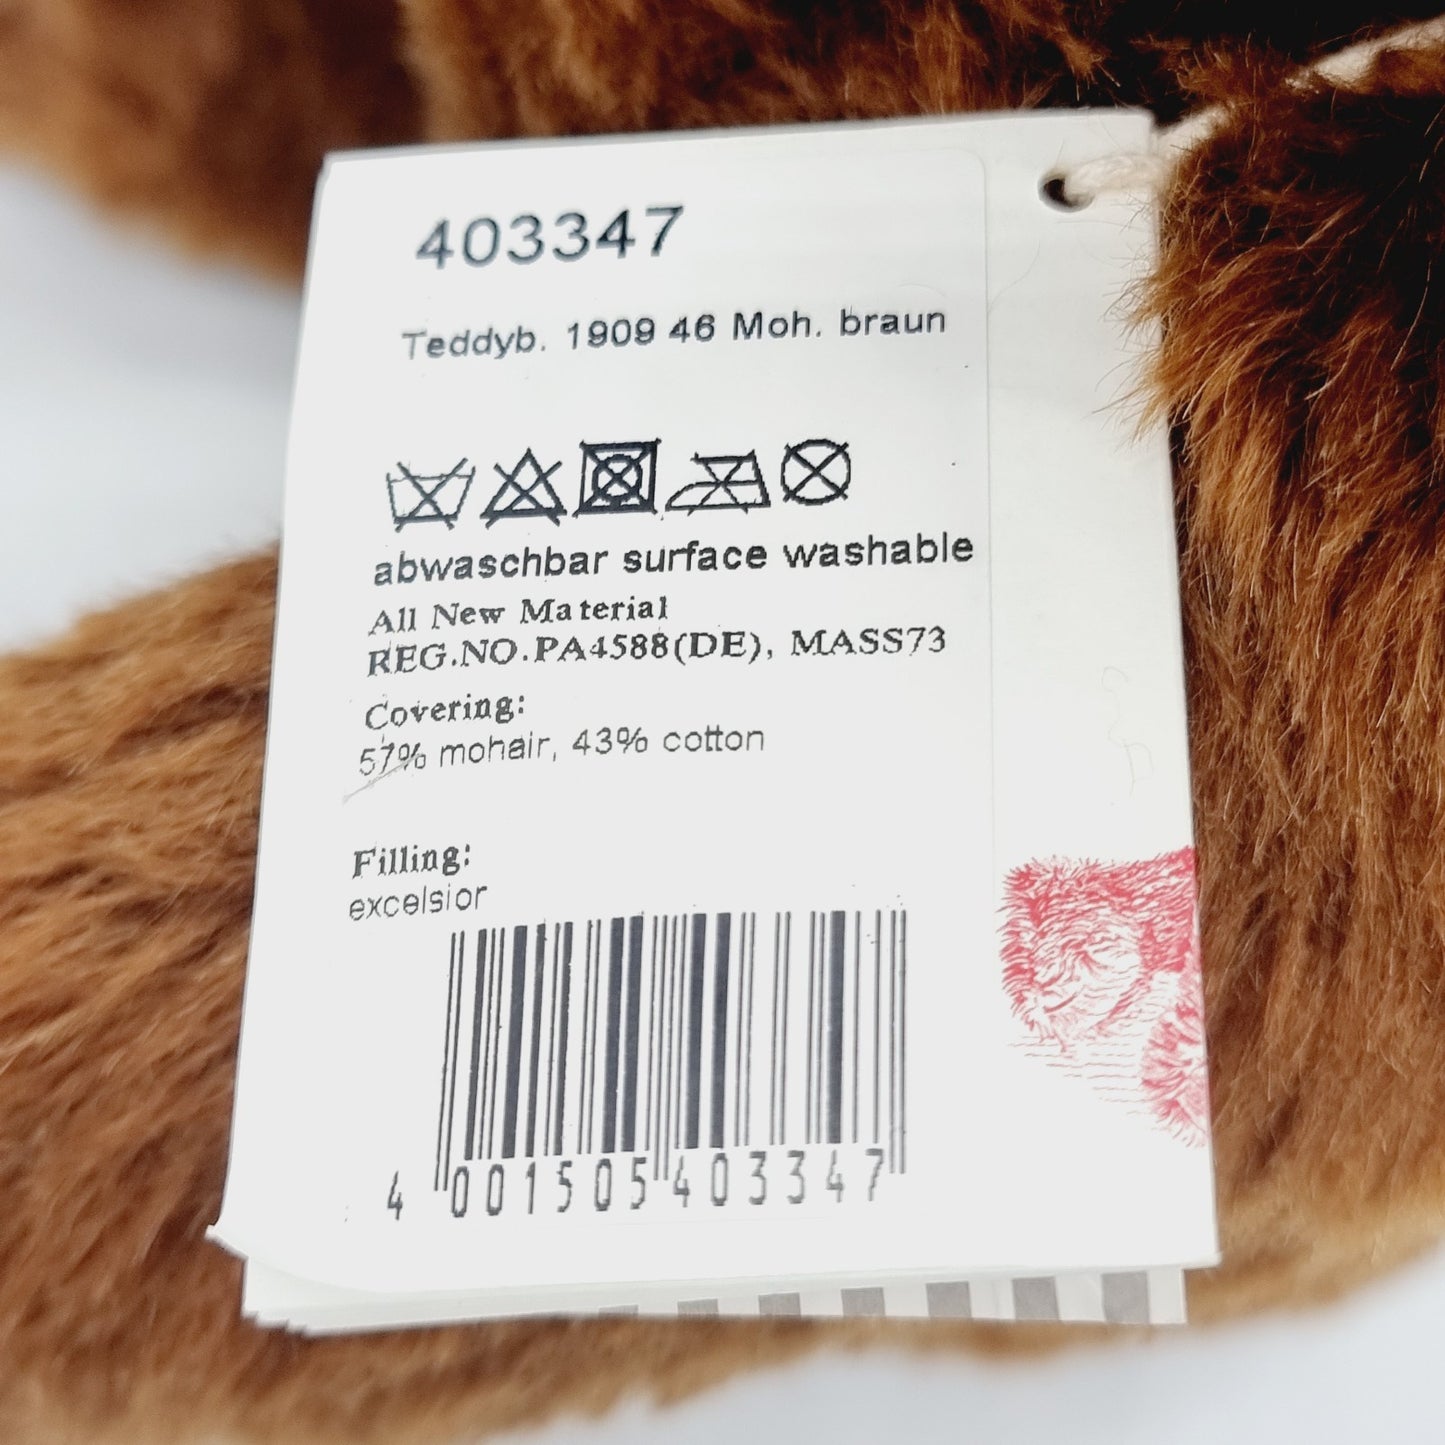 403347
Teddyb. 1909 46 Moh. braun
abwaschbar surface washable
All New Material
REG.NO.PA4588(DE), MASS73
Covering:
57% mohair, 43% cotton
Filling:
excelsior
4 001505 403347